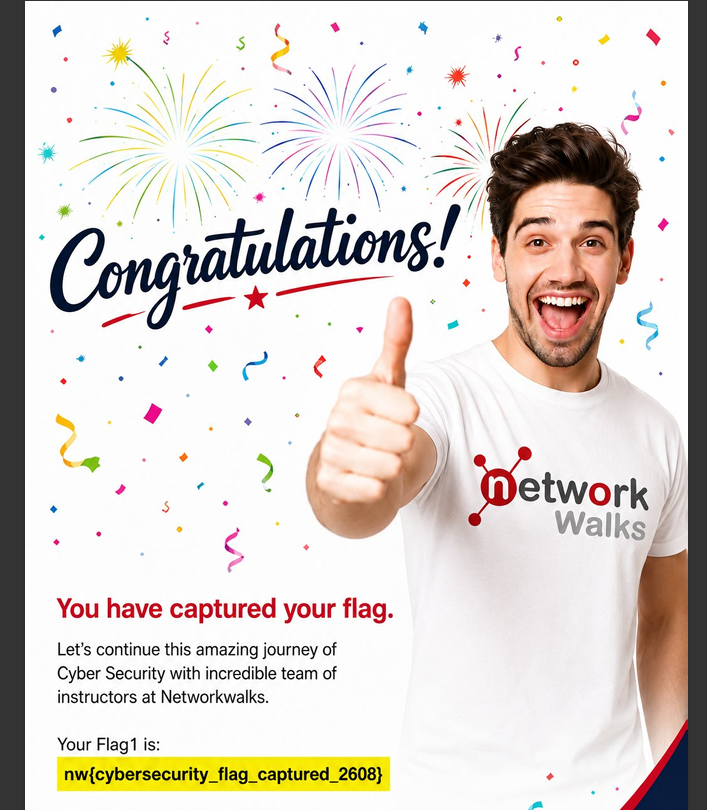 Congratulations!
network
Walks
You have captured your flag.
Let's continue this amazing journey of
Cyber Security with incredible team of
instructors at Networkwalks.
Your Flag1 is:
nw{cybersecurity_flag_captured_2608}